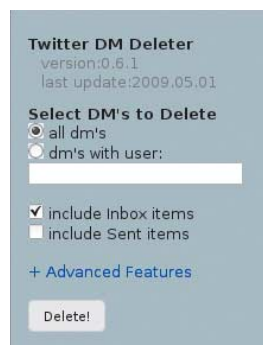 Twitter DM Deleter
version:0.6.1
last update:2009.05.01
Select DM's to Delete
all dm's
dm's with user:
include Inbox items
include Sent items
+ Advanced Features
Delete!